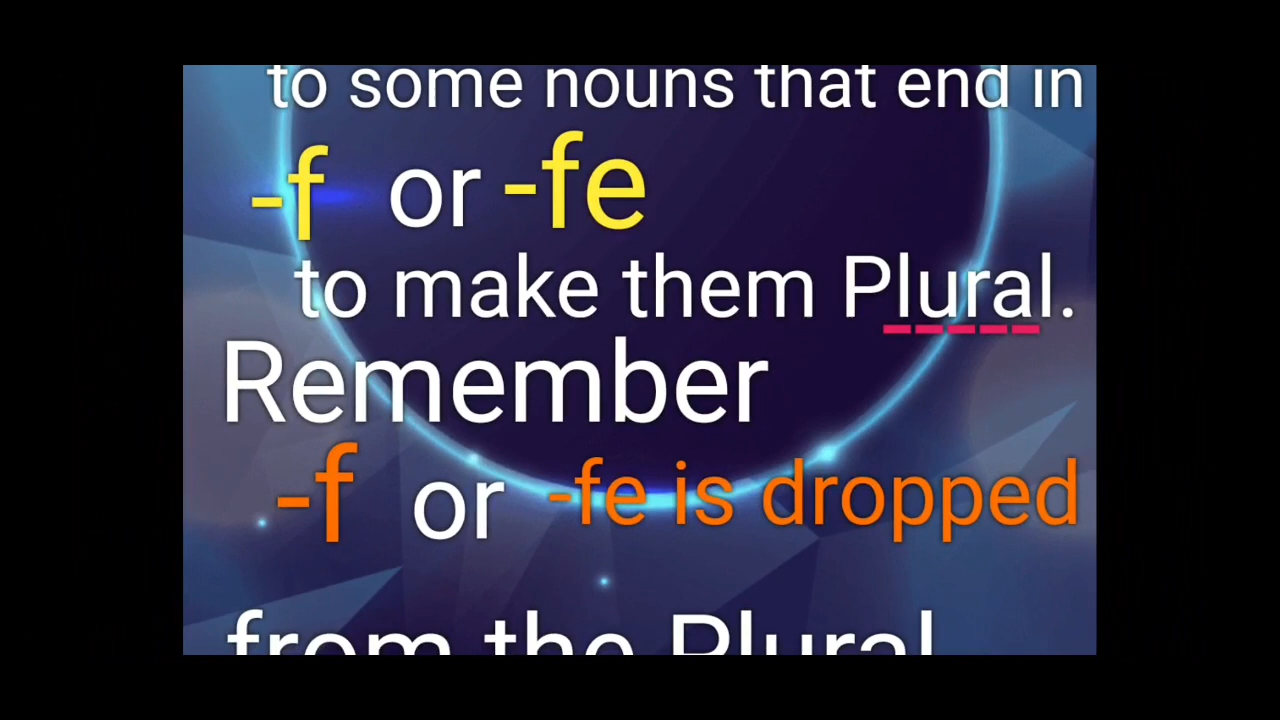 to some nouns that end in
-f or -fe
to make them Plural.
Remember
-f or -fe is dropped
from the Plural